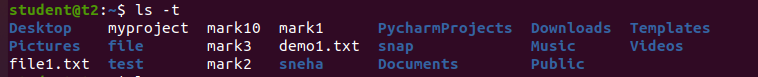 student@t2:~$ ls -t
Desktop myproject mark10 mark1 PycharmProjects Downloads Templates
Pictures file mark3 demo1.txt snap Music Videos
file1.txt test mark2 sneha Documents Public